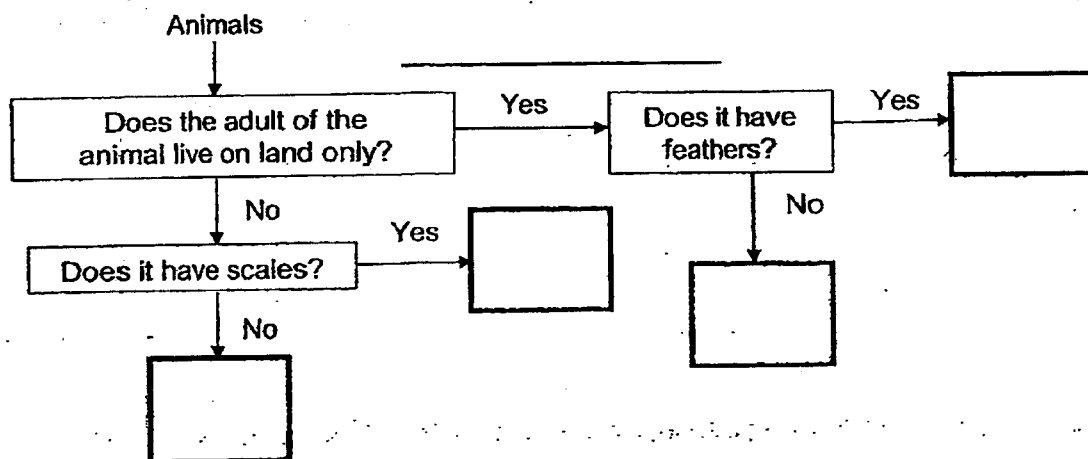 Animals
Does the adult of the
animal live on land only?
Yes
Does it have
feathers?
Yes
No
No
Does it have scales?
Yes
No